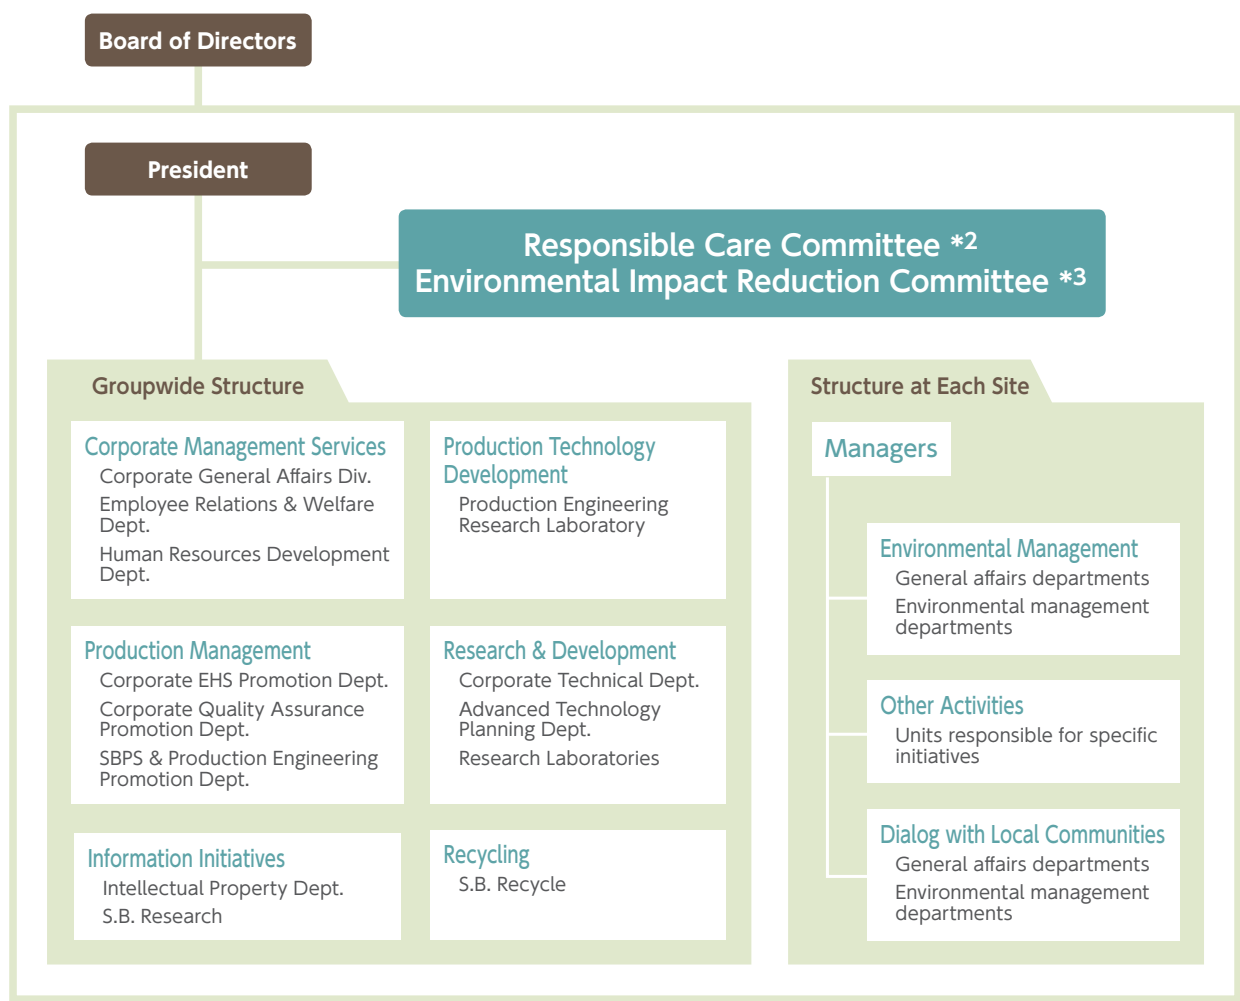 Board of Directors
President
Responsible Care Committee *2
Environmental Impact Reduction Committee *3
Groupwide Structure
Corporate Management Services
Corporate General Affairs Div.
Employee Relations & Welfare
Dept.
Human Resources Development
Dept.
Production Technology
Development
Production Engineering
Research Laboratory
Production Management
Corporate EHS Promotion Dept.
Corporate Quality Assurance
Promotion Dept.
SBPS & Production Engineering
Promotion Dept.
Research & Development
Corporate Technical Dept.
Advanced Technology
Planning Dept.
Research Laboratories
Information Initiatives
Intellectual Property Dept.
S.B. Research
Recycling
S.B. Recycle
Structure at Each Site
Managers
Environmental Management
General affairs departments
Environmental management
departments
Other Activities
Units responsible for specific
initiatives
Dialog with Local Communities
General affairs departments
Environmental management
departments